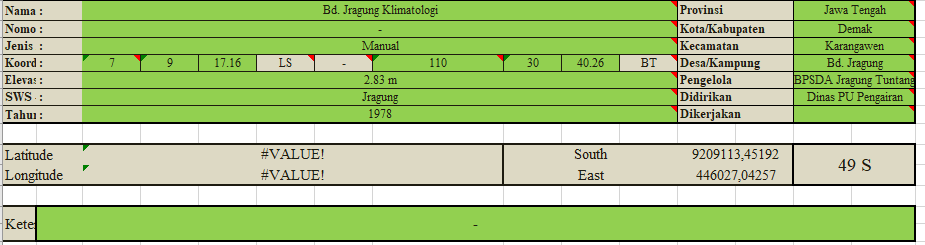 Nama : Bd. Jragung Klimatologi Provinsi Jawa Tengah
Nomo : - Kota/Kabupaten Demak
Jenis : Manual Kecamatan Karangawen
Koord : 7 9 17.16 LS - 110 30 40.26 BT Desa/Kampung Bd. Jragung
Elevas : 2.83 m Pengelola BPSDA Jragung Tuntang
SWS : Jragung Didirikan Dinas PU Pengairan
Tahun : 1978 Dikerjakan
Latitude #VALUE! South 9209113,45192 49 S
Longitude #VALUE! East 446027,04257
Kete -